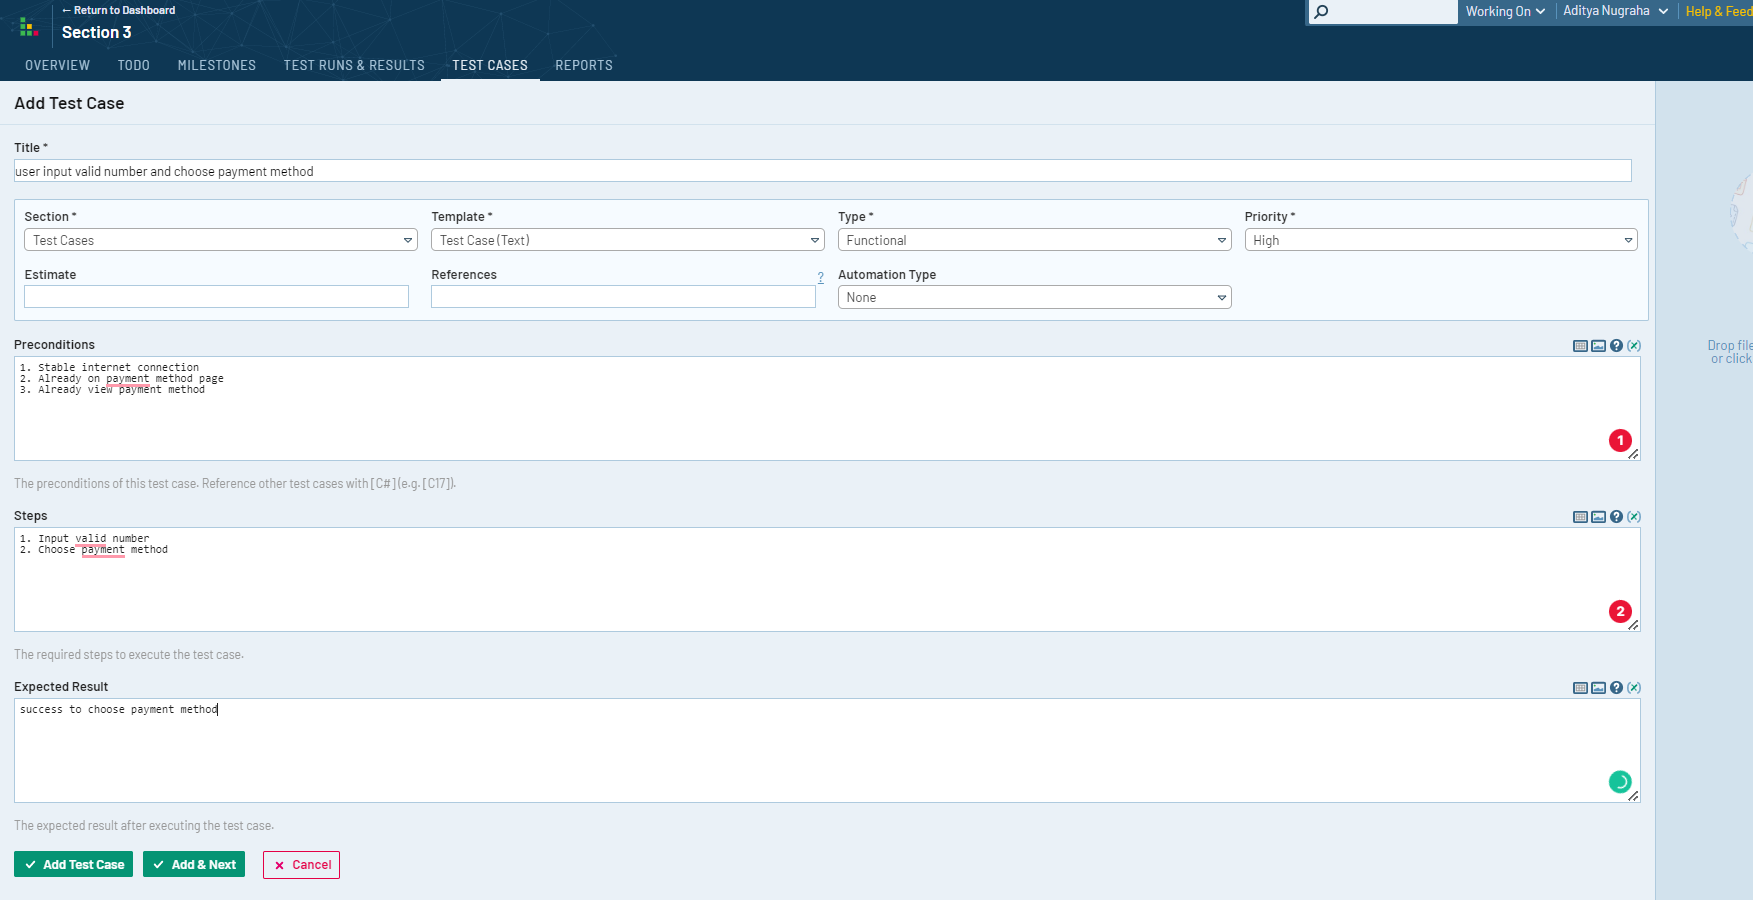 ← Return to Dashboard
Section 3
Working On
Aditya Nugraha
Help & Feed
OVERVIEW TODO MILESTONES TEST RUNS & RESULTS TEST CASES REPORTS
Add Test Case
Title *
user input valid number and choose payment method
Section * Template * Type * Priority *
Test Cases Test Case (Text) Functional High
Estimate References ? Automation Type
None
Drop file
or click
Preconditions
1. Stable internet connection
2. Already on payment method page
3. Already view payment method
1
The preconditions of this test case. Reference other test cases with [C#] (e.g. [C17]).
Steps
1. Input valid number
2. Choose payment method
2
The required steps to execute the test case.
Expected Result
success to choose payment method
The expected result after executing the test case.
Add Test Case Add & Next Cancel